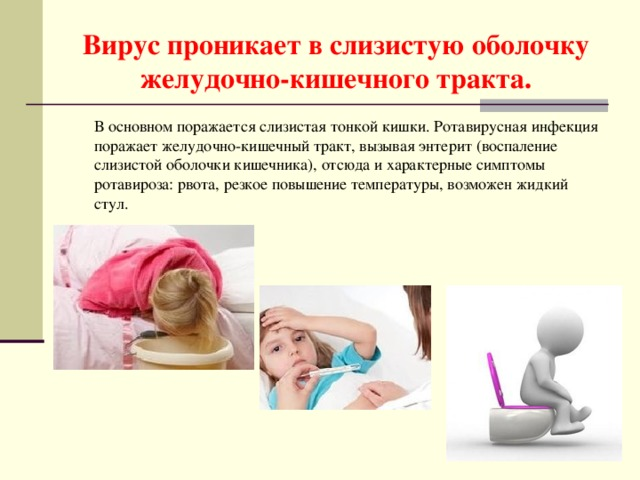 Вирус проникает в слизистую оболочку
желудочно-кишечного тракта.
В основном поражается слизистая тонкой кишки. Ротавирусная инфекция
поражает желудочно-кишечный тракт, вызывая энтерит (воспаление
слизистой оболочки кишечника), отсюда и характерные симптомы
ротавироза: рвота, резкое повышение температуры, возможен жидкий
стул.